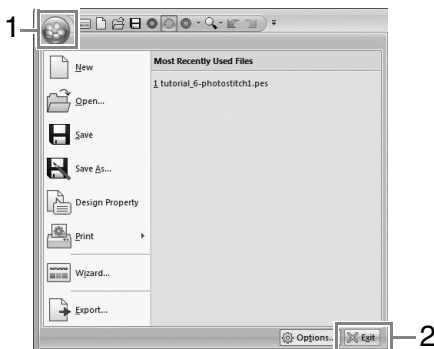 1
New
Most Recently Used Files
1 tutorial_6-photostitch1.pes
Open...
Save
Save As...
Design Property
Print
Wizard...
Export...
Options...
Exit
2